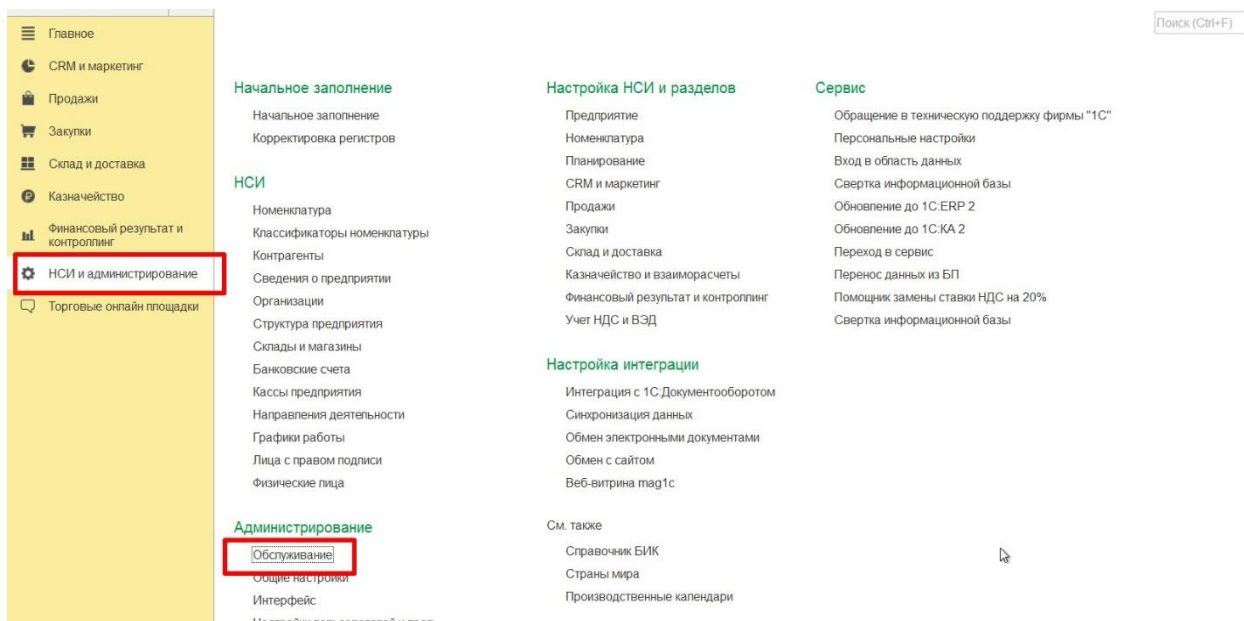 Поиск (Ctrl+F)
Главное
CRM и маркетинг
Продажи
Закупки
Склад и доставка
Казначейство
Финансовый результат и
контроллинг
НСИ и администрирование
Торговые онлайн площадки
Начальное заполнение
Начальное заполнение
Корректировка регистров
НСИ
Номенклатура
Классификаторы номенклатуры
Контрагенты
Сведения о предприятии
Организации
Структура предприятия
Склады и магазины
Банковские счета
Кассы предприятия
Направления деятельности
Графики работы
Лица с правом подписи
Физические лица
Администрирование
Обслуживание
Общие настройки
Интерфейс
Настройка НСИ и разделов
Предприятие
Номенклатура
Планирование
CRM и маркетинг
Продажи
Закупки
Склад и доставка
Казначейство и взаиморасчеты
Финансовый результат и контроллинг
Учет НДС и ВЭД
Настройка интеграции
Интеграция с 1С:Документооборотом
Синхронизация данных
Обмен электронными документами
Обмен с сайтом
Веб-витрина mag1c
См. также
Справочник БИК
Страны мира
Производственные календари
Сервис
Обращение в техническую поддержку фирмы "1С"
Персональные настройки
Вход в область данных
Свертка информационной базы
Обновление до 1С:ERP 2
Обновление до 1С:КА 2
Переход в сервис
Перенос данных из БП
Помощник замены ставки НДС на 20%
Свертка информационной базы